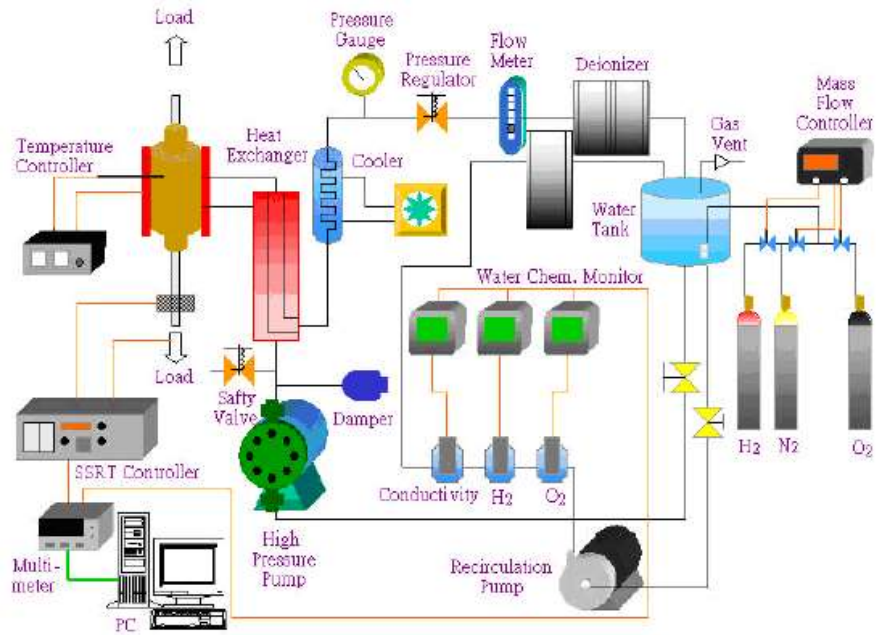 Load
Pressure
Gauge
Pressure
Regulator
Flow
Meter
Deionizer
Mass
Flow
Controller
Gas
Vent
Temperature
Controller
Heat
Exchanger
Cooler
Water
Tank
Water Chem. Monitor
Load
Safty
Valve
Damper
H2
N2
O2
SSRT Controller
Conductivity
H2
O2
High
Pressure
Pump
Recirculation
Pump
Multi-
meter
PC